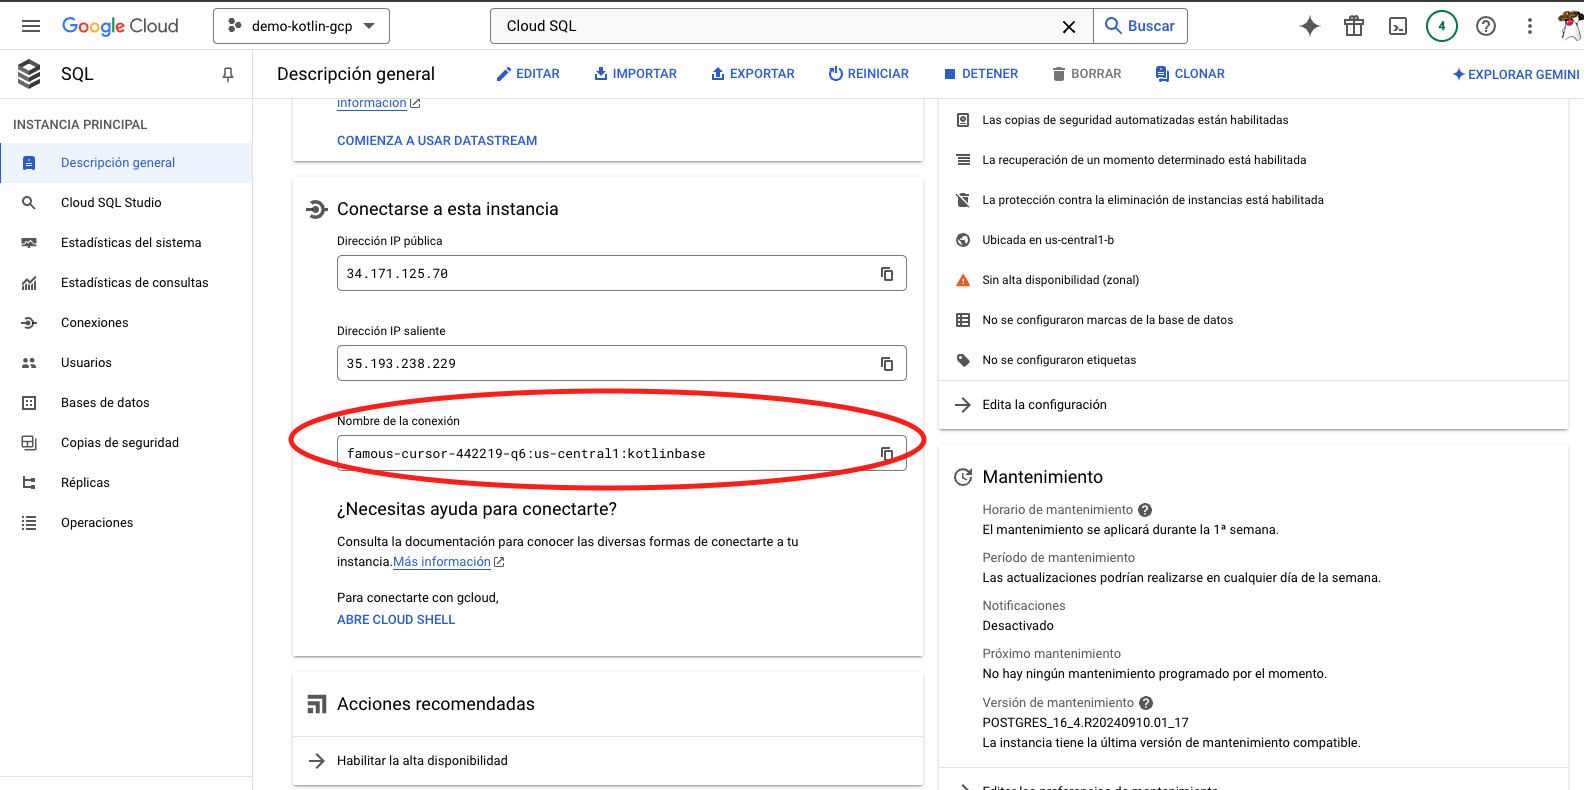 Google Cloud
demo-kotlin-gcp
Cloud SQL
Buscar
4
SQL
Descripción general
EDITAR
IMPORTAR
EXPORTAR
REINICIAR
DETENER
BORRAR
CLONAR
EXPLORAR GEMINI
INSTANCIA PRINCIPAL
Descripción general
Cloud SQL Studio
Estadísticas del sistema
Estadísticas de consultas
Conexiones
Usuarios
Bases de datos
Copias de seguridad
Réplicas
Operaciones
información
COMIENZA A USAR DATASTREAM
Conectarse a esta instancia
Dirección IP pública
34.171.125.70
Dirección IP saliente
35.193.238.229
Nombre de la conexión
famous-cursor-442219-q6:us-central1:kotlinbase
¿Necesitas ayuda para conectarte?
Consulta la documentación para conocer las diversas formas de conectarte a tu
instancia.Más información
Para conectarte con gcloud,
ABRE CLOUD SHELL
Acciones recomendadas
Habilitar la alta disponibilidad
Las copias de seguridad automatizadas están habilitadas
La recuperación de un momento determinado está habilitada
La protección contra la eliminación de instancias está habilitada
Ubicada en us-central1-b
Sin alta disponibilidad (zonal)
No se configuraron marcas de la base de datos
No se configuraron etiquetas
Edita la configuración
Mantenimiento
Horario de mantenimiento
El mantenimiento se aplicará durante la 1ª semana.
Período de mantenimiento
Las actualizaciones podrían realizarse en cualquier día de la semana.
Notificaciones
Desactivado
Próximo mantenimiento
No hay ningún mantenimiento programado por el momento.
Versión de mantenimiento
POSTGRES_16_4.R20240910.01_17
La instancia tiene la última versión de mantenimiento compatible.
Editar las preferencias de mantenimiento